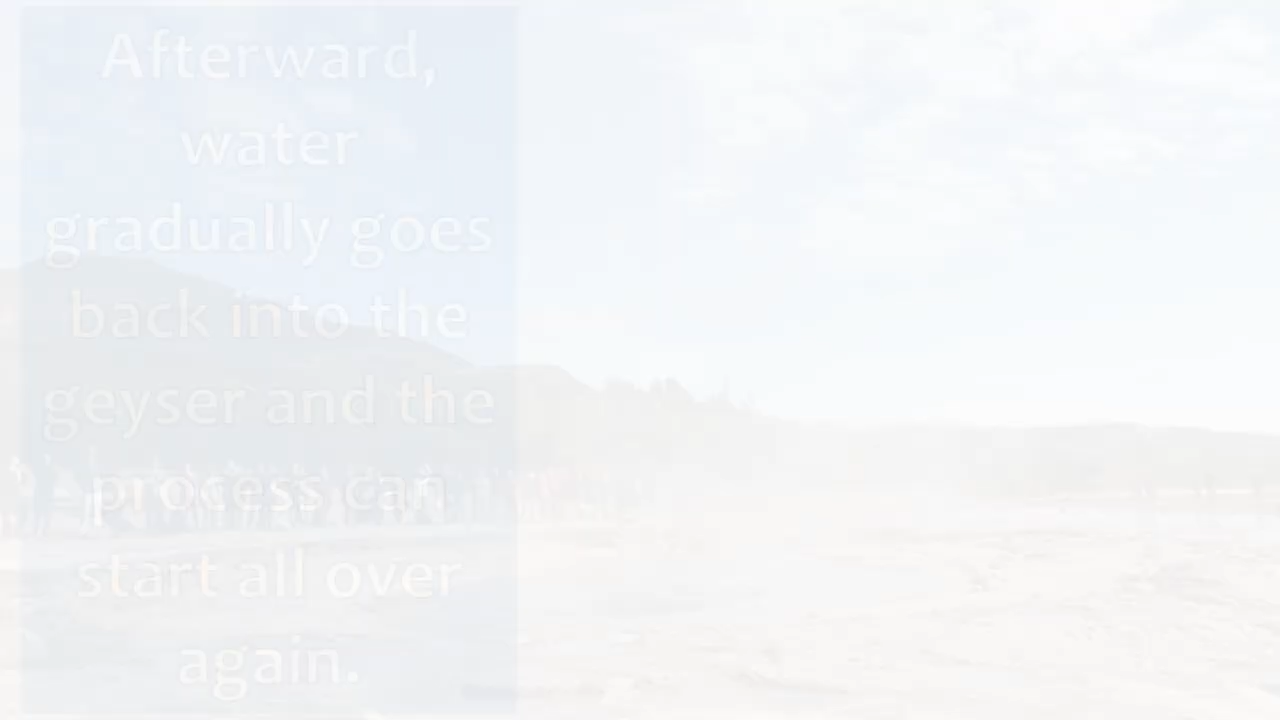 Afterward,
water
gradually goes
back into the
geyser and the
process can
start all over
again.